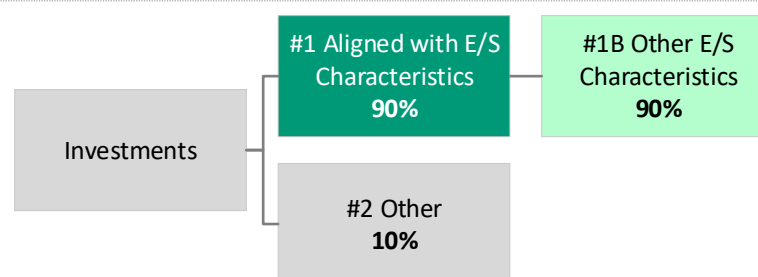 Investments
#1 Aligned with E/S
Characteristics
90%
#1B Other E/S
Characteristics
90%
#2 Other
10%